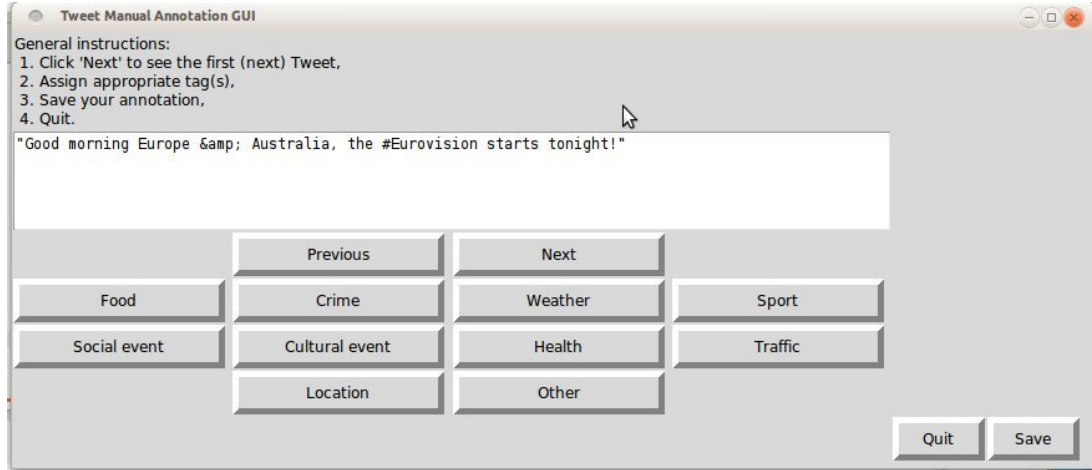 Tweet Manual Annotation GUI
General instructions:
1. Click 'Next' to see the first (next) Tweet,
2. Assign appropriate tag(s),
3. Save your annotation,
4. Quit.
"Good morning Europe &amp; Australia, the #Eurovision starts tonight!"
Previous Next
Food Crime Weather Sport
Social event Cultural event Health Traffic
Location Other
Quit Save